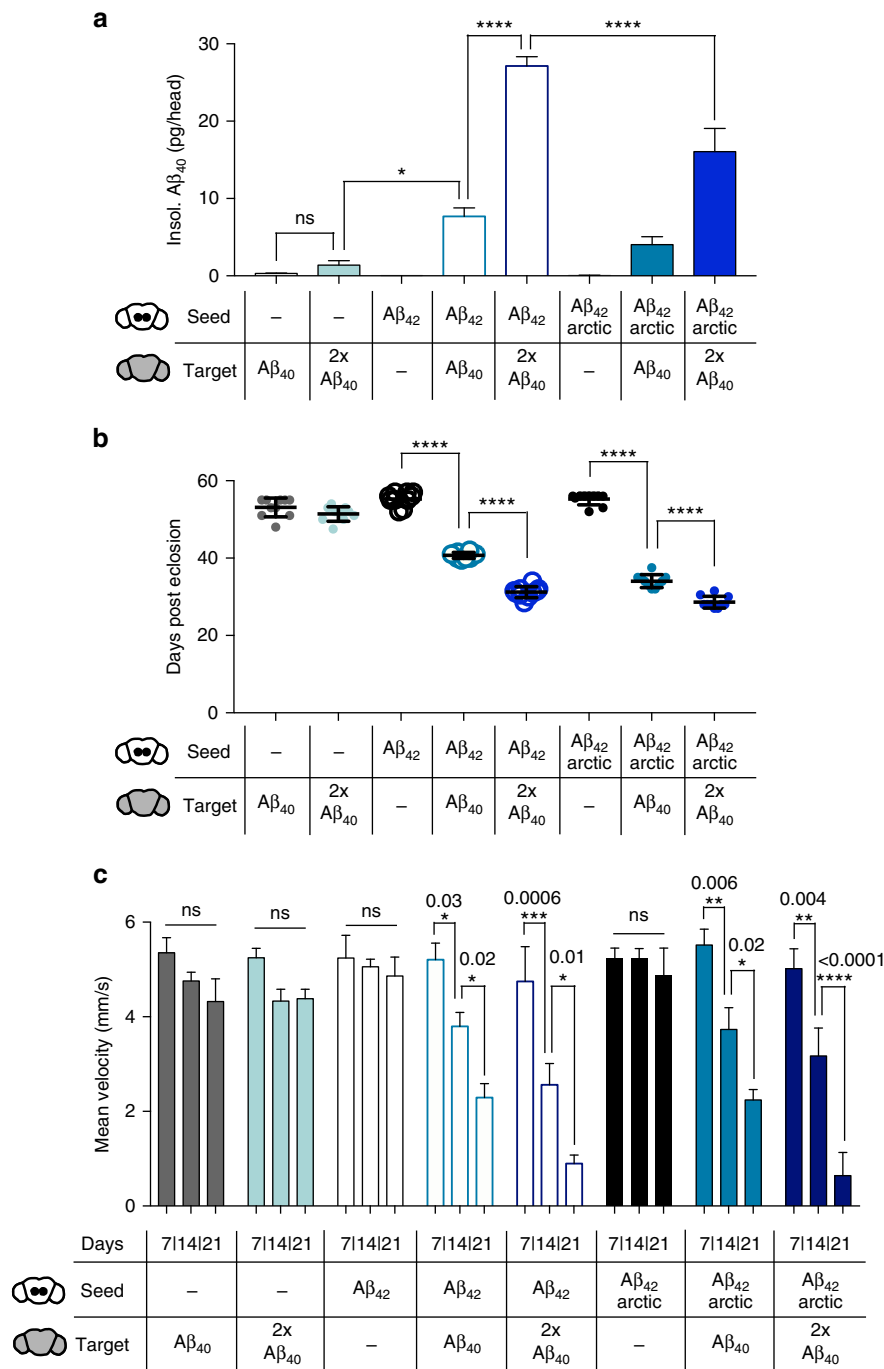 a
****
****
30
20
10
0
Insol. Aβ40 (pg/head)
*
ns
Seed – – Aβ42 Aβ42 Aβ42 Aβ42 arctic Aβ42 arctic Aβ42 arctic
Target Aβ40 2x Aβ40 – Aβ40 2x Aβ40 – Aβ40 2x Aβ40
b
****
****
****
****
60
40
20
0
Days post eclosion
Seed – – Aβ42 Aβ42 Aβ42 Aβ42 arctic Aβ42 arctic Aβ42 arctic
Target Aβ40 2x Aβ40 – Aβ40 2x Aβ40 – Aβ40 2x Aβ40
c
6
4
2
0
Mean velocity (mm/s)
ns
ns
ns
0.03
*
0.02
*
0.0006
***
0.01
*
ns
0.006
**
0.02
*
0.004
**
<0.0001
****
Days 7|14|21 7|14|21 7|14|21 7|14|21 7|14|21 7|14|21 7|14|21 7|14|21
Seed – – Aβ42 Aβ42 Aβ42 Aβ42 arctic Aβ42 arctic Aβ42 arctic
Target Aβ40 2x Aβ40 – Aβ40 2x Aβ40 – Aβ40 2x Aβ40